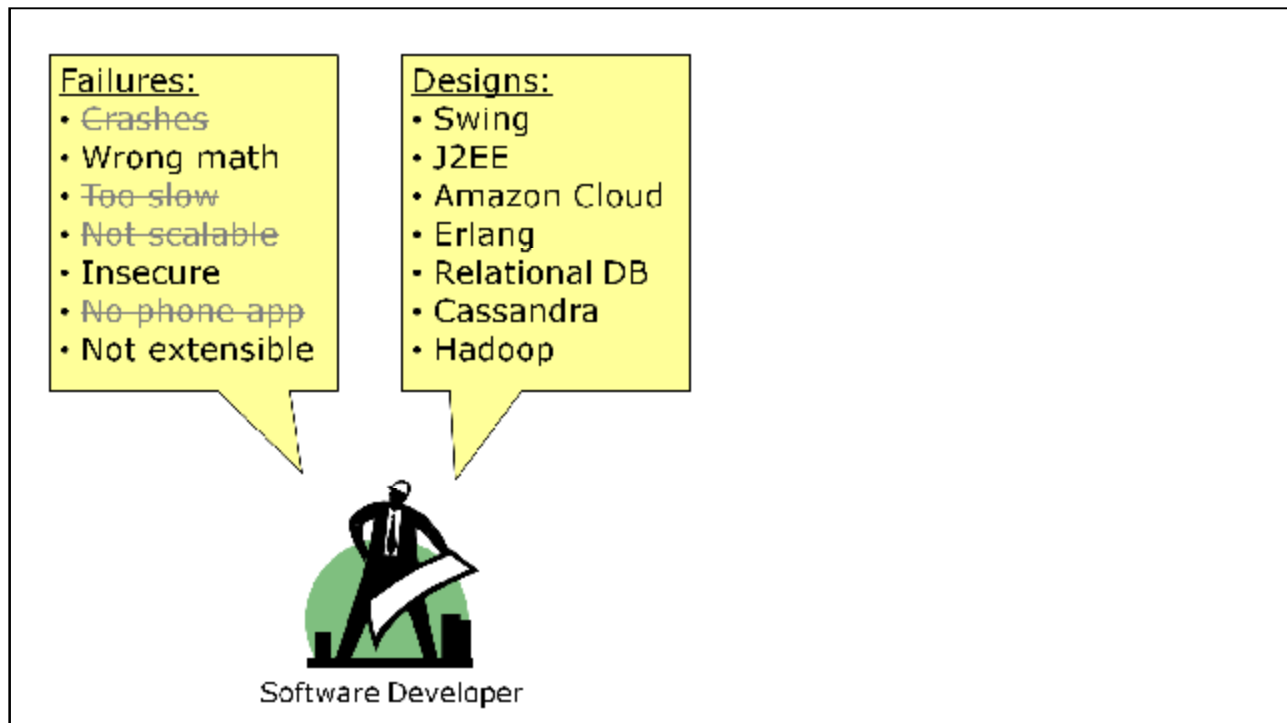 Failures:
• Crashes
• Wrong math
• Too slow
• Not scalable
• Insecure
• No phone app
• Not extensible
Designs:
• Swing
• J2EE
• Amazon Cloud
• Erlang
• Relational DB
• Cassandra
• Hadoop
Software Developer